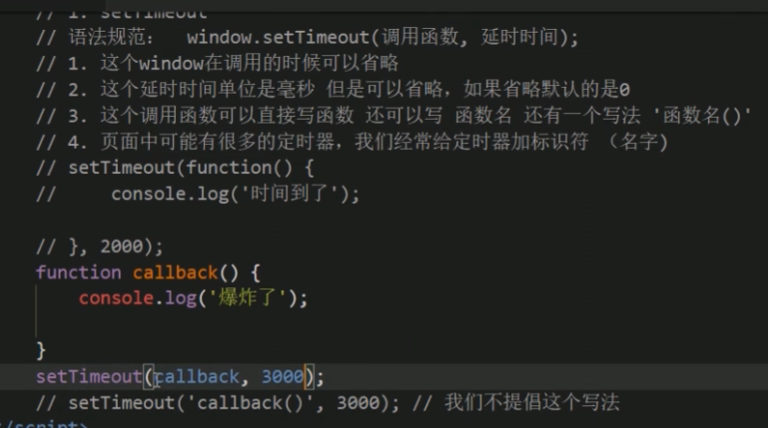 // 1. setTimeout
// 语法规范： window.setTimeout(调用函数, 延时时间);
// 1. 这个window在调用的时候可以省略
// 2. 这个延时时间单位是毫秒 但是可以省略，如果省略默认的是0
// 3. 这个调用函数可以直接写函数 还可以写 函数名 还有一个写法 '函数名()'
// 4. 页面中可能有很多的定时器，我们经常给定时器加标识符 （名字)
// setTimeout(function() {
//     console.log('时间到了');
// }, 2000);
function callback() {
    console.log('爆炸了');
}
setTimeout(callback, 3000);
// setTimeout('callback()', 3000); // 我们不提倡这个写法
</script>